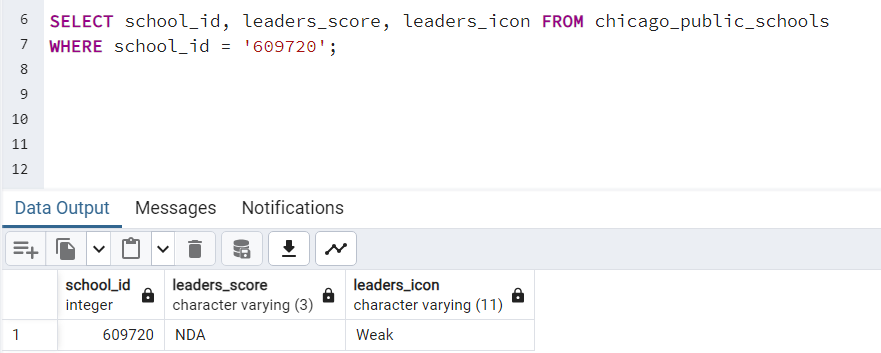 6 SELECT school_id, leaders_score, leaders_icon FROM chicago_public_schools
7 WHERE school_id = '609720';
8
9
10
11
12
Data Output Messages Notifications
school_id leaders_score leaders_icon
integer character varying (3) character varying (11)
1 609720 NDA Weak